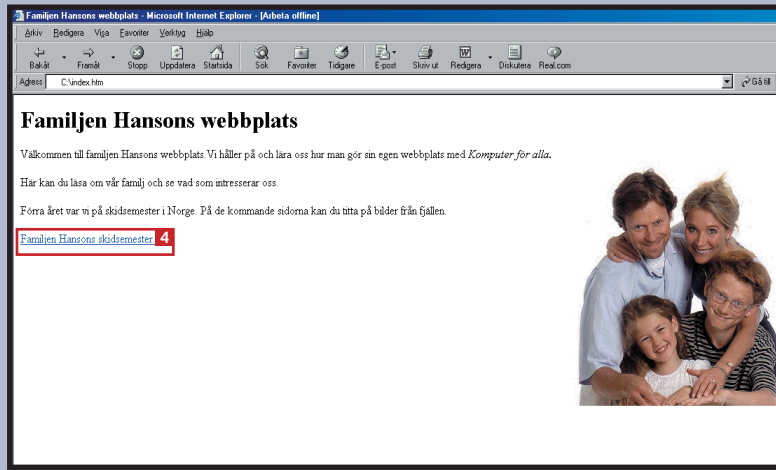 Familjen Hansons webbplats - Microsoft Internet Explorer - [Arbeta offline]
Arkiv Redigera Visa Favoriter Verktyg Hjälp
Bakåt Framåt Stopp Uppdatera Startsida Sök Favoriter Tidigare E-post Skriv ut Redigera Diskutera Real.com
Adress C:\index.htm Gå till
Familjen Hansons webbplats
Välkommen till familjen Hansons webbplats. Vi håller på och lära oss hur man gör sin egen webbplats med Komputer för alla.
Här kan du läsa om vår familj och se vad som intresserar oss.
Förra året var vi på skidsemester i Norge. På de kommande sidorna kan du titta på bilder från fjällen.
Familjen Hansons skidsemester. 4